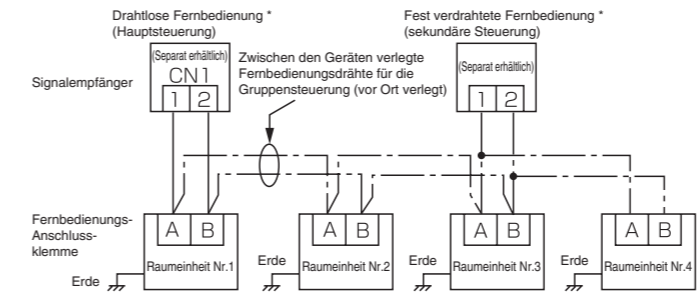 Drahtlose Fernbedienung *
(Hauptsteuerung)
Fest verdrahtete Fernbedienung *
(sekundäre Steuerung)
(Separat erhältlich)
CN1
1 2
Signalempfänger
Zwischen den Geräten verlegte
Fernbedienungsdrähte für die
Gruppensteuerung (vor Ort verlegt)
(Separat erhältlich)
1 2
Fernbedienungs-
Anschluss-
klemme
A B
Raumeinheit Nr.1
Erde
A B
Raumeinheit Nr.2
Erde
A B
Raumeinheit Nr.3
Erde
A B
Raumeinheit Nr.4
Erde